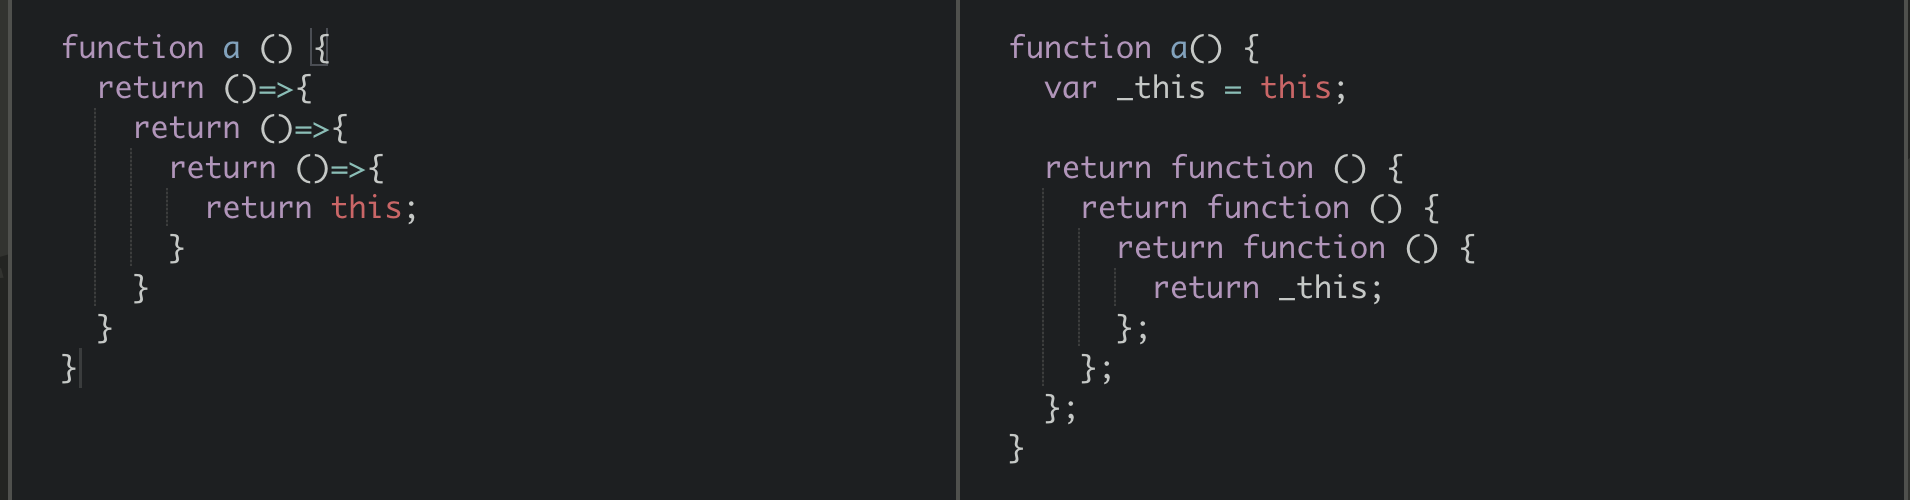 function a () {
return ()=>{
return ()=>{
return ()=>{
return this;
}
}
}
}
function a() {
var _this = this;
return function () {
return function () {
return function () {
return _this;
};
};
};
}